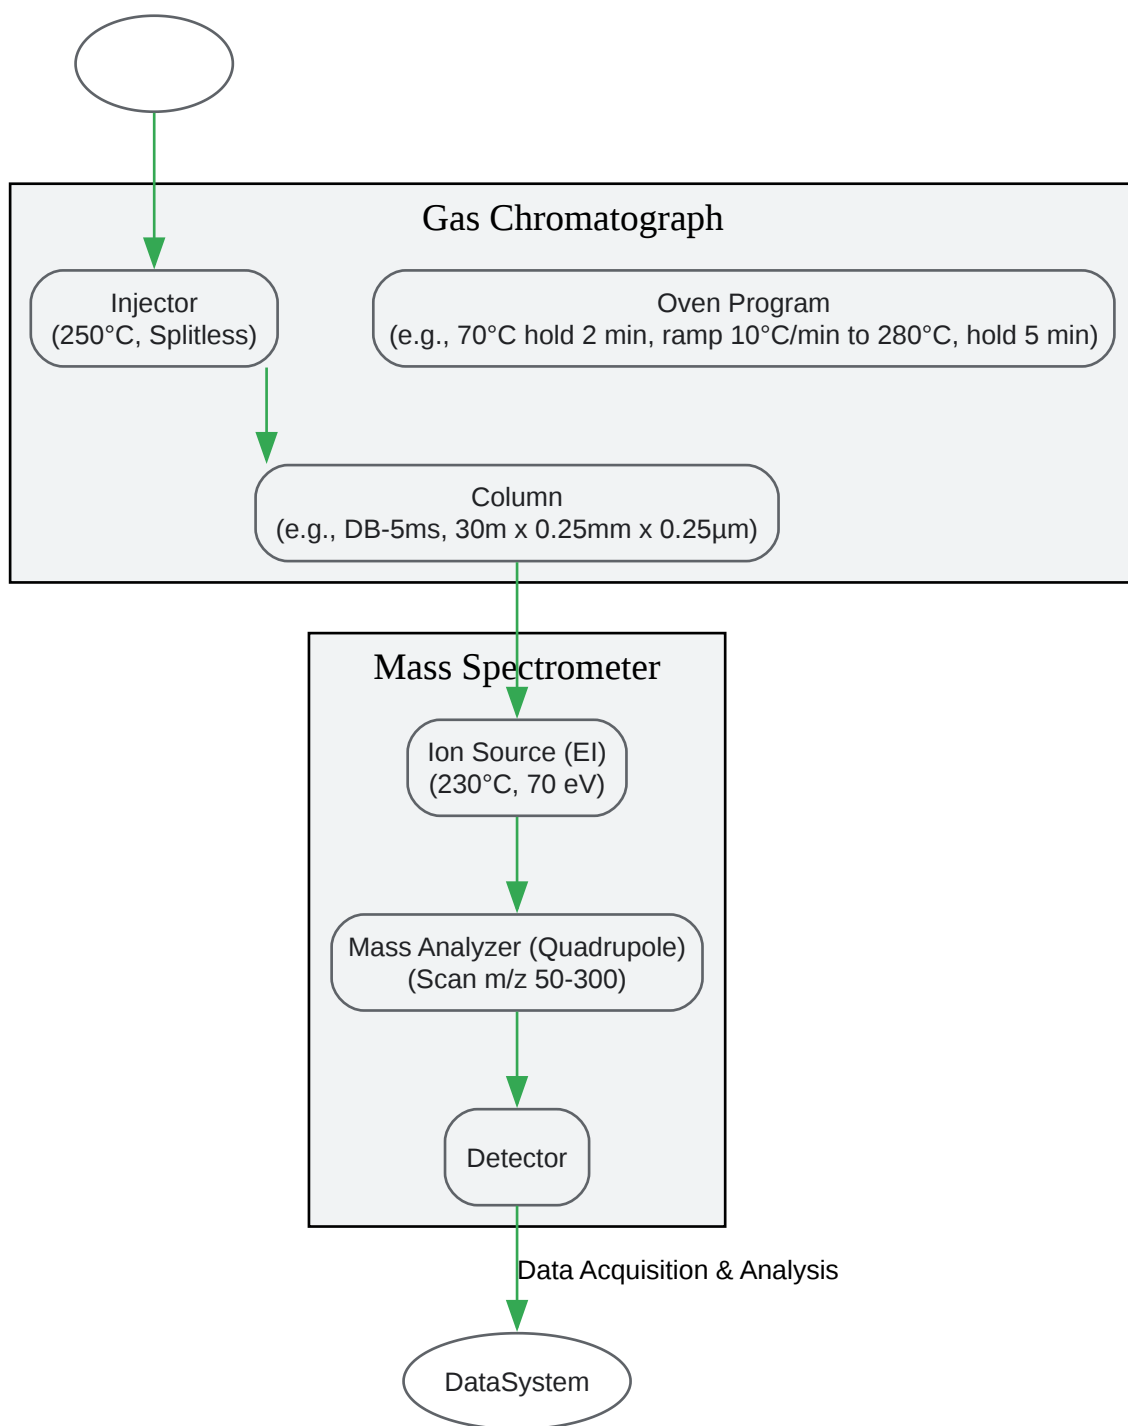 Gas Chromatograph
Injector
(250°C, Splitless)
Oven Program
(e.g., 70°C hold 2 min, ramp 10°C/min to 280°C, hold 5 min)
Column
(e.g., DB-5ms, 30m x 0.25mm x 0.25µm)
Mass Spectrometer
Ion Source (EI)
(230°C, 70 eV)
Mass Analyzer (Quadrupole)
(Scan m/z 50-300)
Detector
Data Acquisition & Analysis
DataSystem